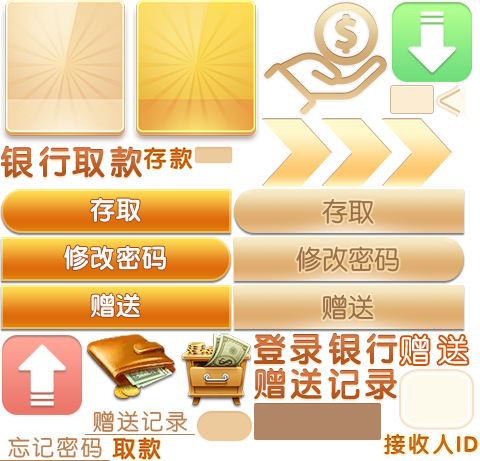 银行取款
存款
存取
存取
修改密码
修改密码
赠送
赠送
登录银行
赠送
赠送记录
赠送记录
忘记密码
取款
接收人ID